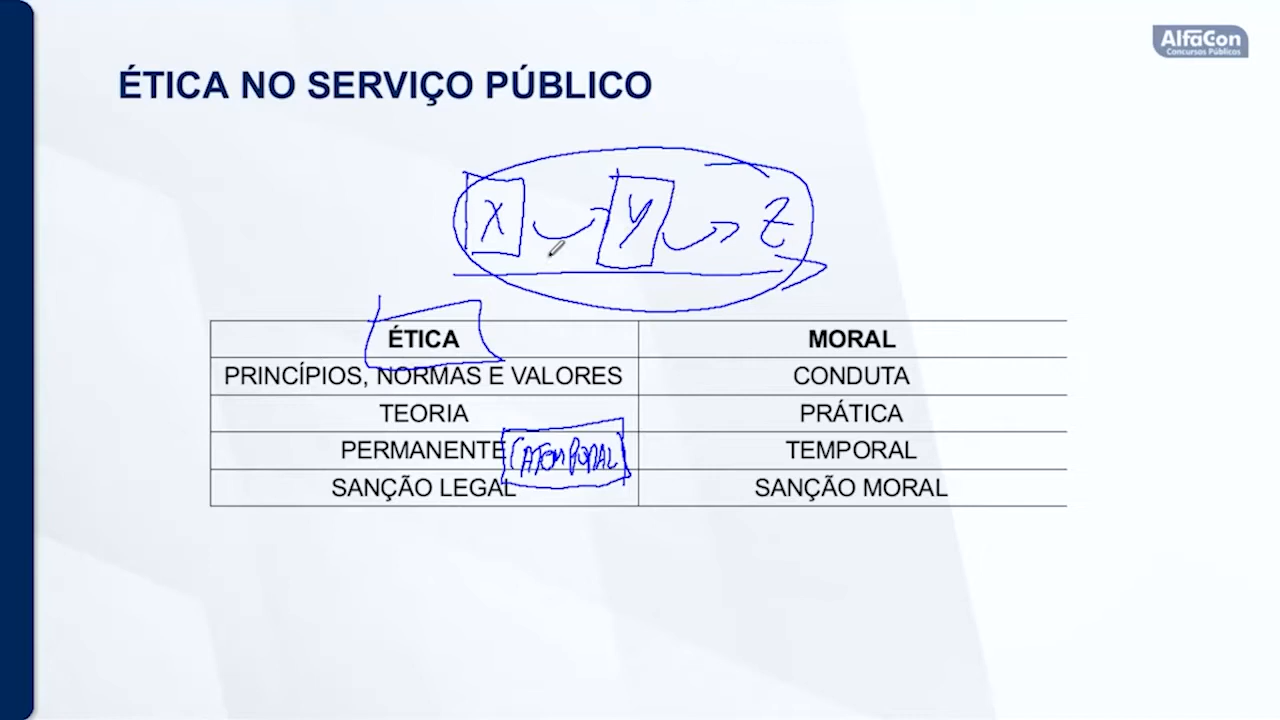 AlfaCon
Concursos Públicos
ÉTICA NO SERVIÇO PÚBLICO
X Y Z
ÉTICA MORAL
PRINCÍPIOS, NORMAS E VALORES CONDUTA
TEORIA PRÁTICA
PERMANENTE (ATEMPORAL TEMPORAL
SANÇÃO LEGAL SANÇÃO MORAL